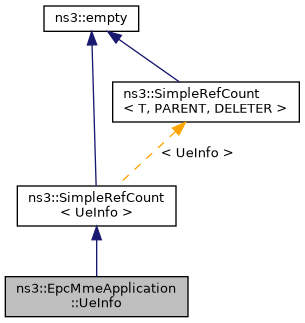 ns3::empty
ns3::SimpleRefCount
< T, PARENT, DELETER >
< UeInfo >
ns3::SimpleRefCount
< UeInfo >
ns3::EpcMmeApplication
::UeInfo